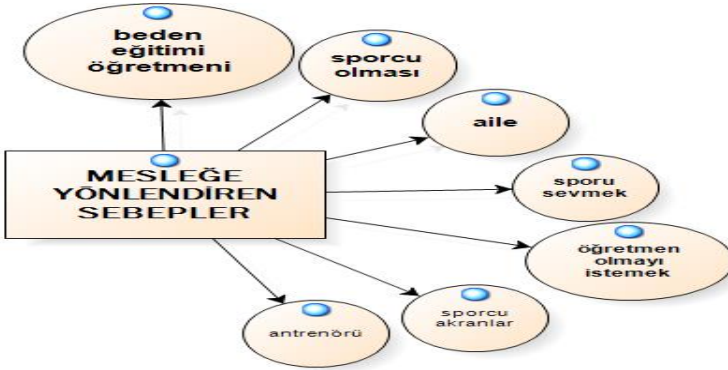 beden
eğitimi
öğretmeni
sporcu
olması
aile
MESLEĞE
YÖNLENDİREN
SEBEPLER
sporu
sevmek
öğretmen
olmayı
istemek
sporcu
akranlar
antrenörü